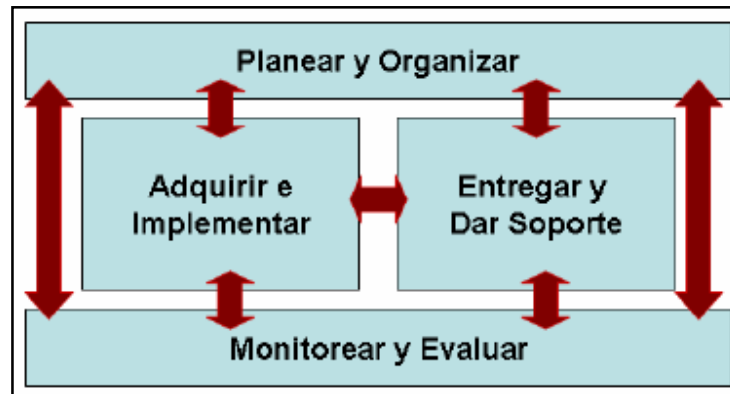 Planear y Organizar
Adquirir e
Implementar
Entregar y
Dar Soporte
Monitorear y Evaluar